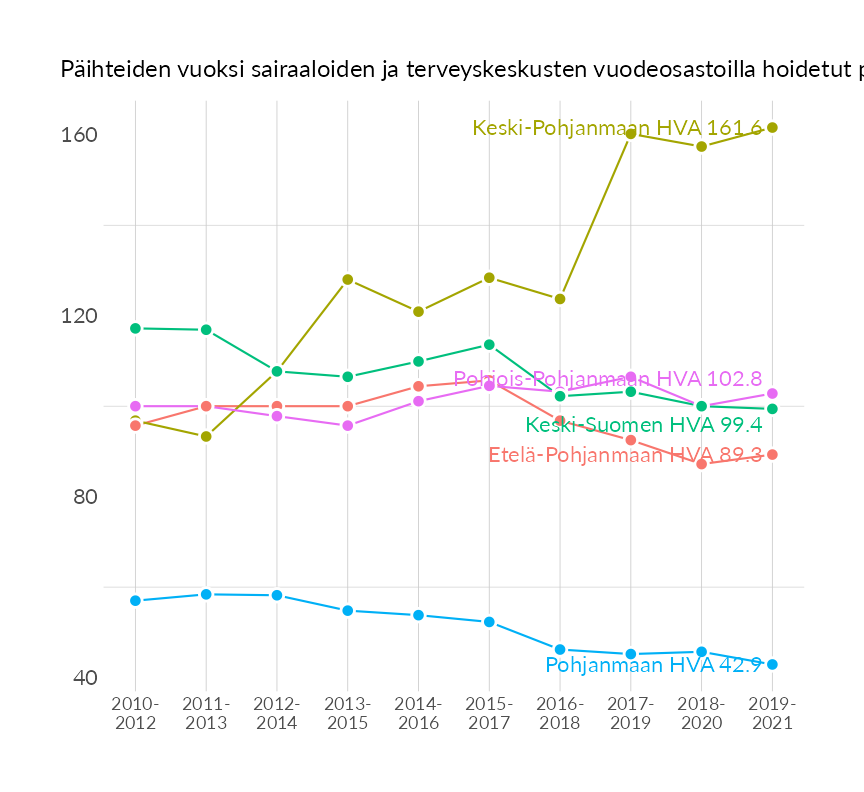 Päihteiden vuoksi sairaaloiden ja terveyskeskusten vuodeosastoilla hoidetut
160
Keski-Pohjanmaan HVA 161.6
120
Pohjois-Pohjanmaan HVA 102.8
Keski-Suomen HVA 99.4
Etelä-Pohjanmaan HVA 89.3
80
Pohjanmaan HVA 42.9
40
2010- 2011- 2012- 2013- 2014- 2015- 2016- 2017- 2018- 2019-
2012 2013 2014 2015 2016 2017 2018 2019 2020 2021